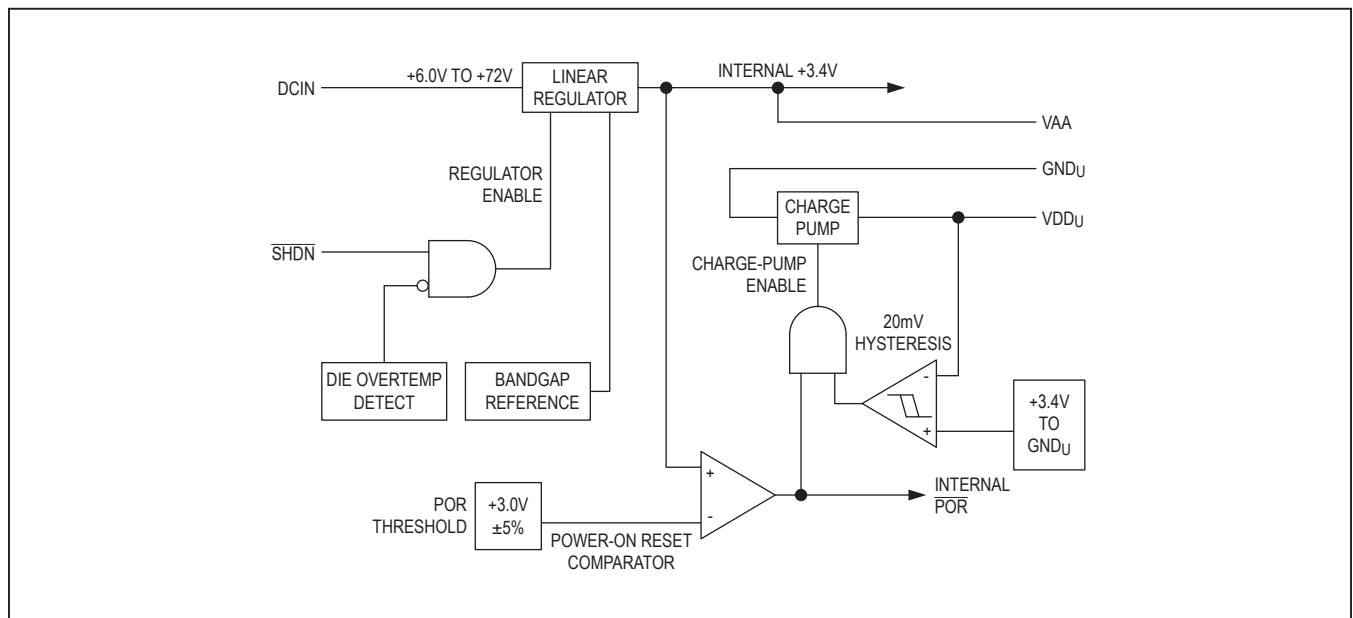 DCIN
+6.0V TO +72V
LINEAR
REGULATOR
INTERNAL +3.4V
VAA
GNDU
REGULATOR
ENABLE
CHARGE
PUMP
VDDU
SHDN
CHARGE-PUMP
ENABLE
20mV
HYSTERESIS
DIE OVERTEMP
DETECT
BANDGAP
REFERENCE
-
+
+3.4V
TO
GNDU
POR
THRESHOLD
+3.0V
±5%
+
-
POWER-ON RESET
COMPARATOR
INTERNAL
POR